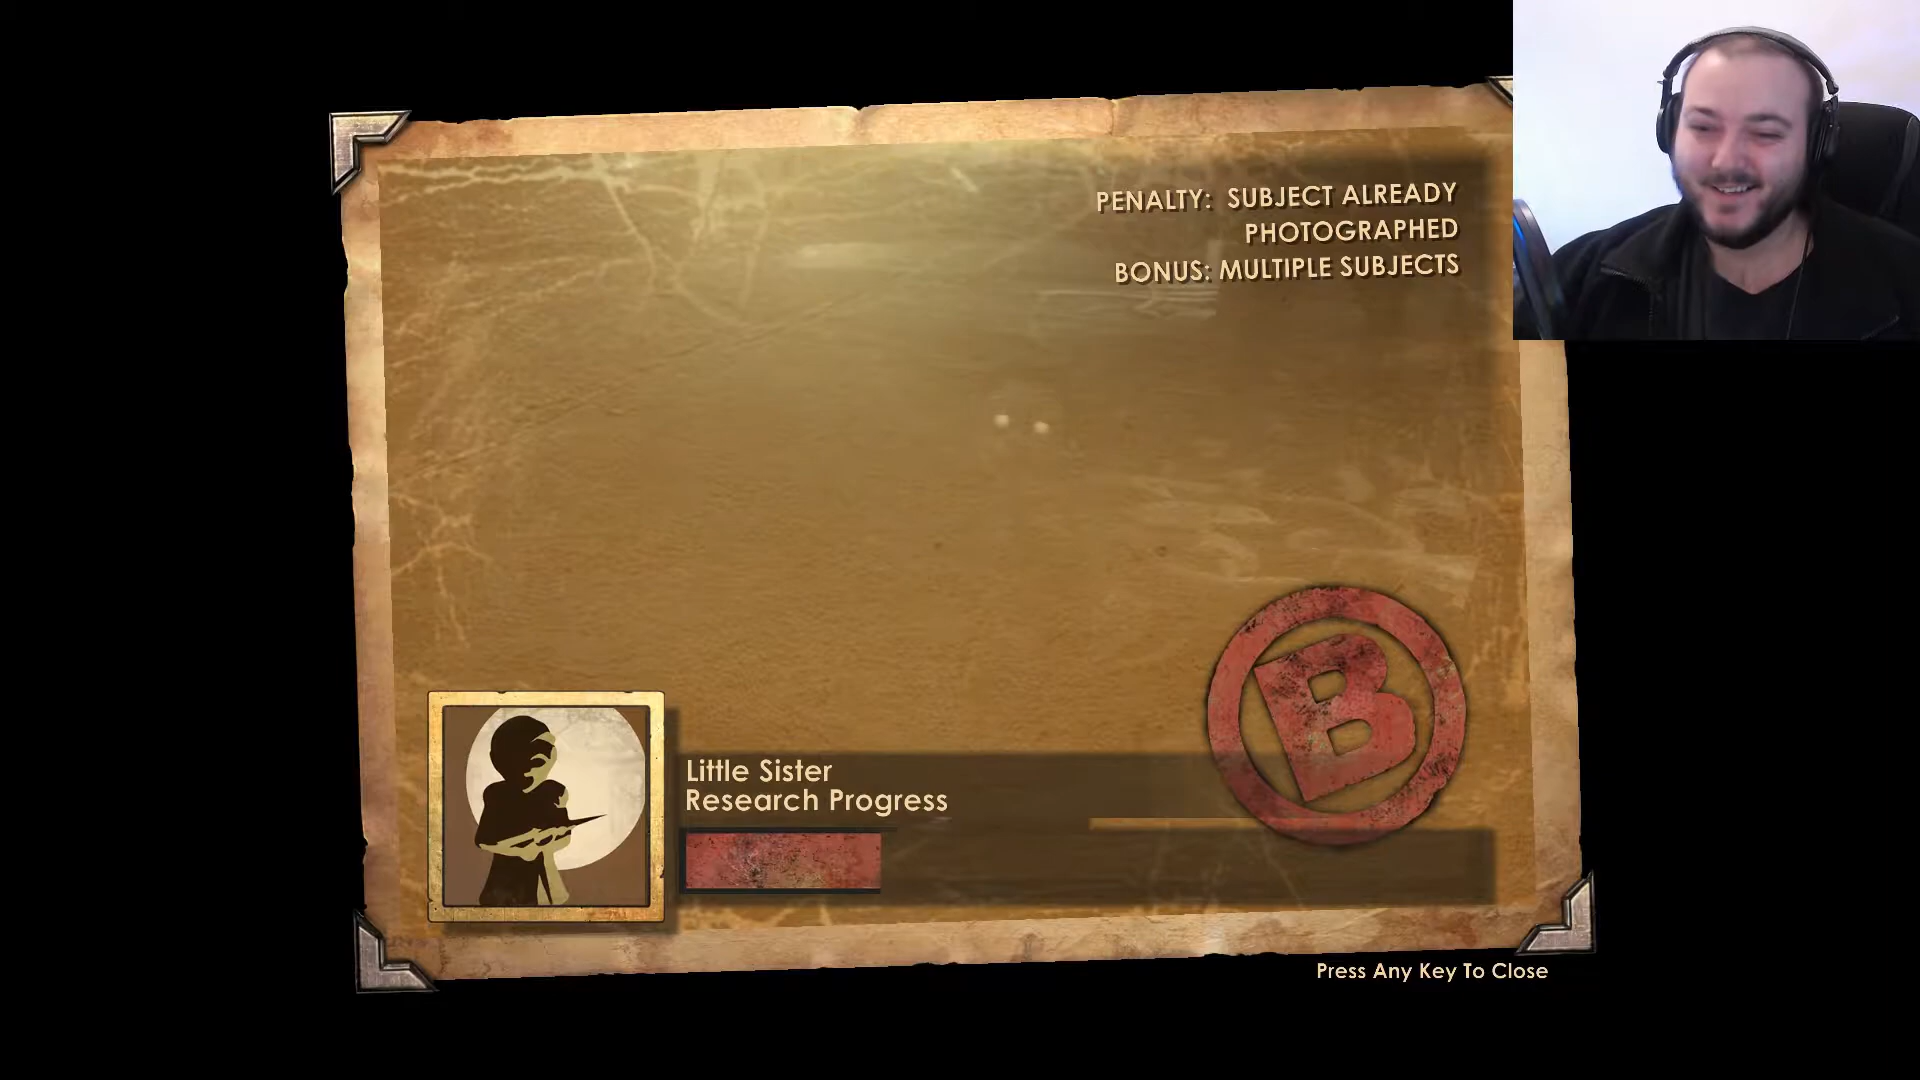 PENALTY: SUBJECT ALREADY
PHOTOGRAPHED
BONUS: MULTIPLE SUBJECTS
B
Little Sister
Research Progress
Press Any Key To Close